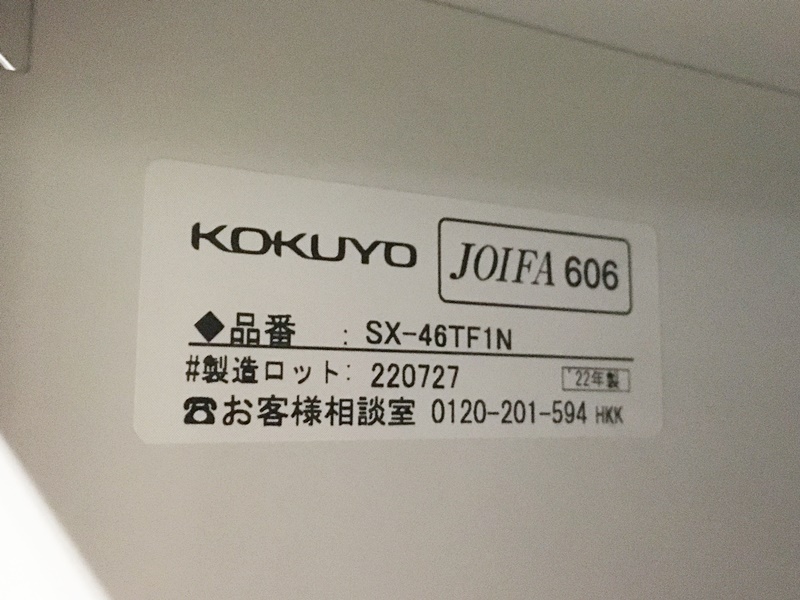 KOKUYO JOIFA 606
◆品番 : SX-46TF1N
#製造ロット: 220727 '22年製
☎お客様相談室 0120-201-594 HKK